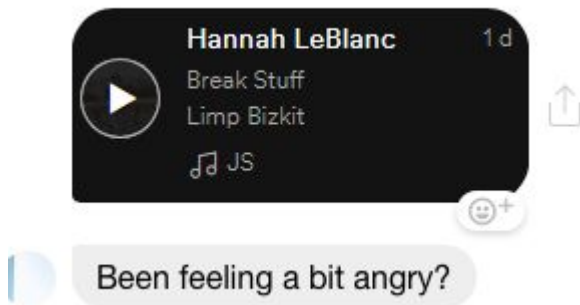 Hannah LeBlanc 1 d
Break Stuff
Limp Bizkit
JS
Been feeling a bit angry?